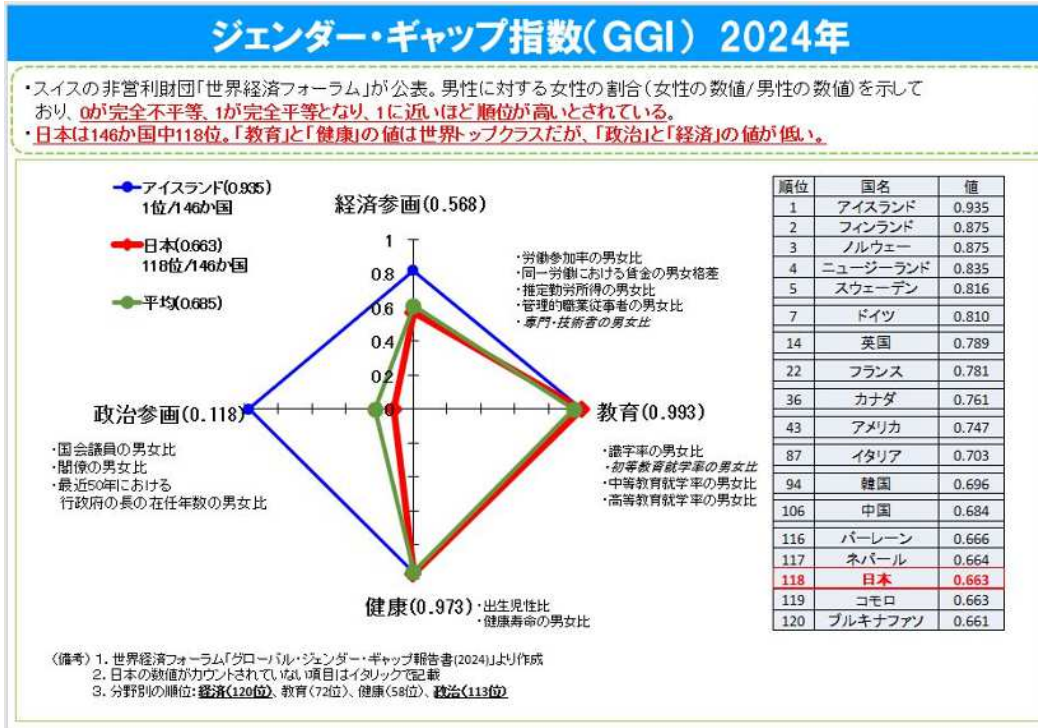 ジェンダー・ギャップ指数(GGI) 2024年
・スイスの非営利財団「世界経済フォーラム」が公表。男性に対する女性の割合(女性の数値/男性の数値)を示して
おり、0が完全不平等、1が完全平等となり、1に近いほど順位が高いとされている。
・日本は146か国中118位。「教育」と「健康」の値は世界トップクラスだが、「政治」と「経済」の値が低い。
アイスランド(0.935)
1位/146か国
日本(0.663)
118位/146か国
平均(0.685)
経済参画(0.568)
・労働参加率の男女比
・同一労働における賃金の男女格差
・推定勤労所得の男女比
・管理的職業従事者の男女比
・専門・技術者の男女比
1
0.8
0.6
0.4
0.2
0
政治参画(0.118)
・国会議員の男女比
・閣僚の男女比
・最近50年における
行政府の長の在任年数の男女比
教育(0.993)
・識字率の男女比
・初等教育就学率の男女比
・中等教育就学率の男女比
・高等教育就学率の男女比
健康(0.973)
・出生児性比
・健康寿命の男女比
順位 国名 値
1 アイスランド 0.935
2 フィンランド 0.875
3 ノルウェー 0.875
4 ニュージーランド 0.835
5 スウェーデン 0.816
7 ドイツ 0.810
14 英国 0.789
22 フランス 0.781
36 カナダ 0.761
43 アメリカ 0.747
87 イタリア 0.703
94 韓国 0.696
106 中国 0.684
116 バーレーン 0.666
117 ネパール 0.664
118 日本 0.663
119 コモロ 0.663
120 ブルキナファソ 0.661
(備考) 1. 世界経済フォーラム「グローバル・ジェンダー・ギャップ報告書(2024)」より作成
2. 日本の数値がカウントされていない項目はイタリックで記載
3. 分野別の順位:経済(120位)、教育(72位)、健康(58位)、政治(113位)